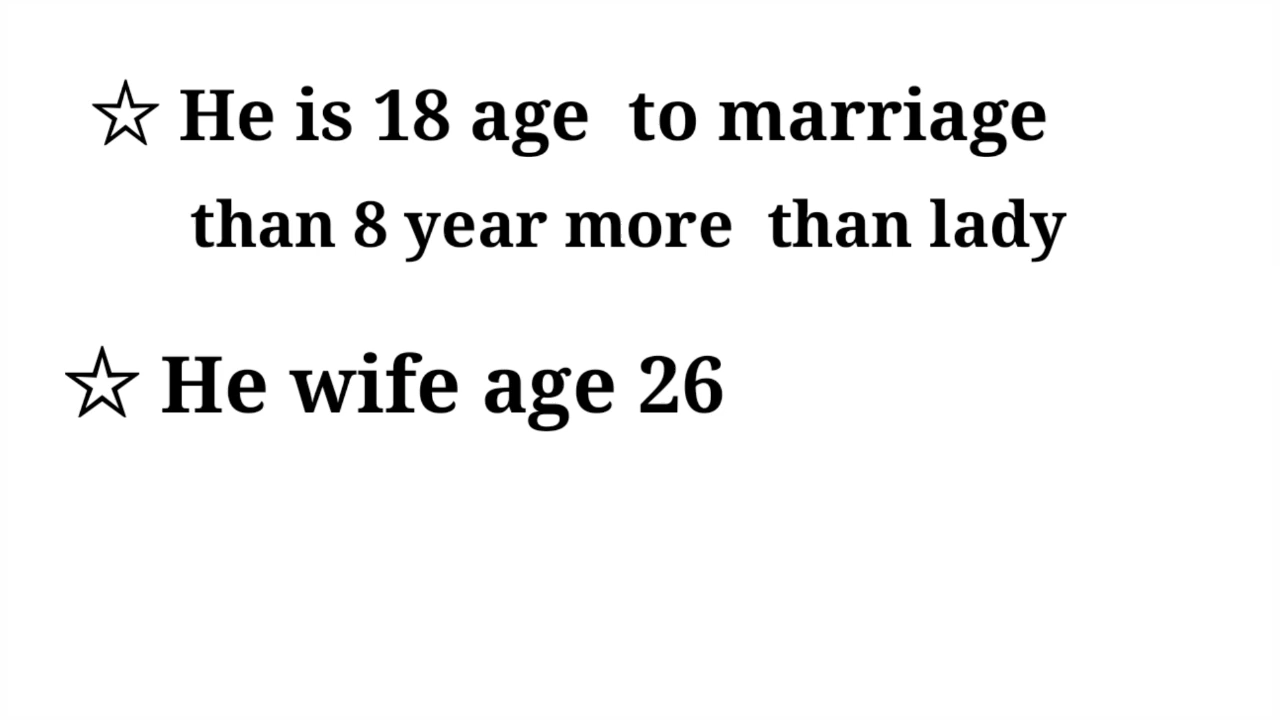 ☆ He is 18 age to marriage
than 8 year more than lady
☆ He wife age 26